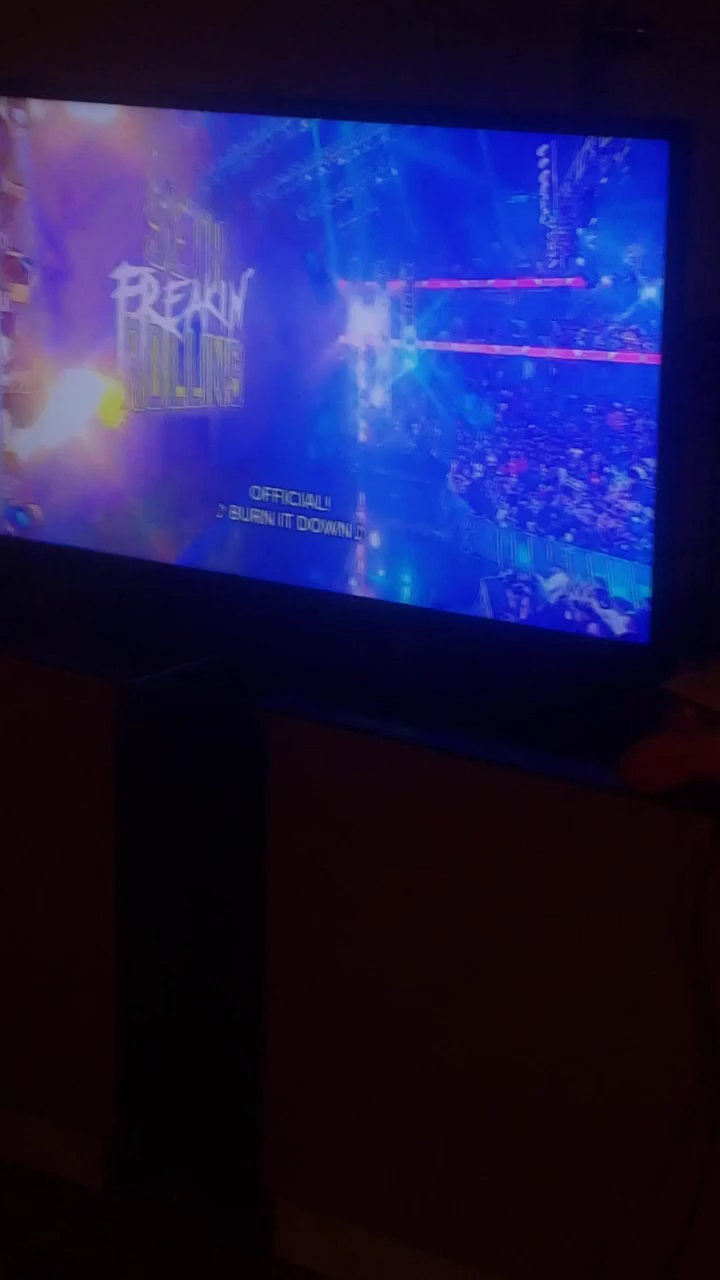 SETH
FREAKIN'
ROLLINS
OFFICIAL!
♪ BURN IT DOWN ♪